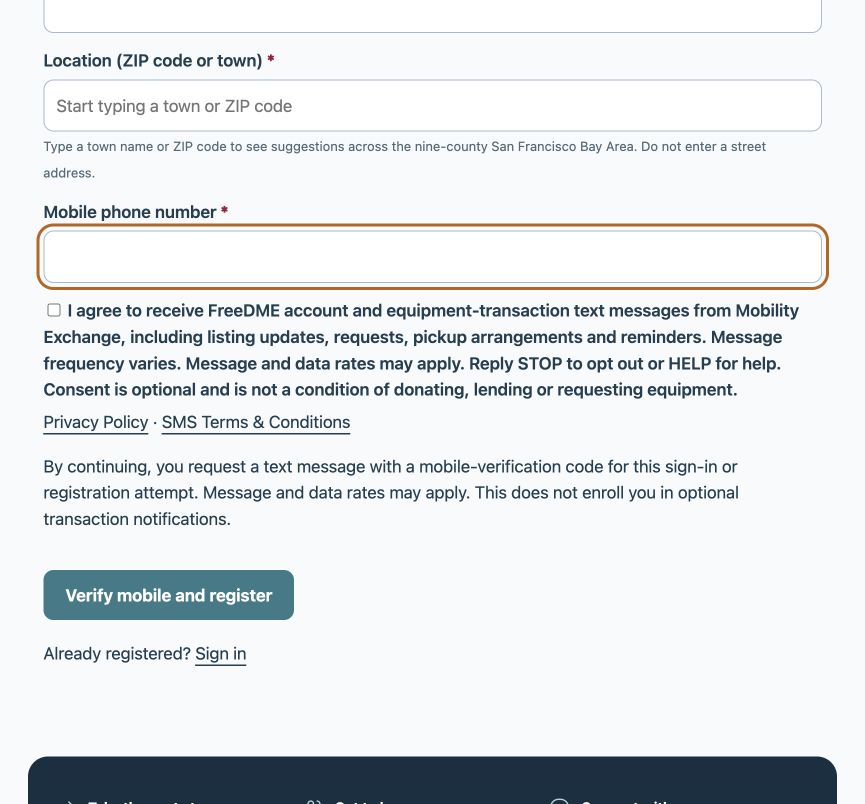 Location (ZIP code or town) *
Start typing a town or ZIP code
Type a town name or ZIP code to see suggestions across the nine-county San Francisco Bay Area. Do not enter a street
address.
Mobile phone number *
I agree to receive FreeDME account and equipment-transaction text messages from Mobility
Exchange, including listing updates, requests, pickup arrangements and reminders. Message
frequency varies. Message and data rates may apply. Reply STOP to opt out or HELP for help.
Consent is optional and is not a condition of donating, lending or requesting equipment.
Privacy Policy · SMS Terms & Conditions
By continuing, you request a text message with a mobile-verification code for this sign-in or
registration attempt. Message and data rates may apply. This does not enroll you in optional
transaction notifications.
Verify mobile and register
Already registered? Sign in